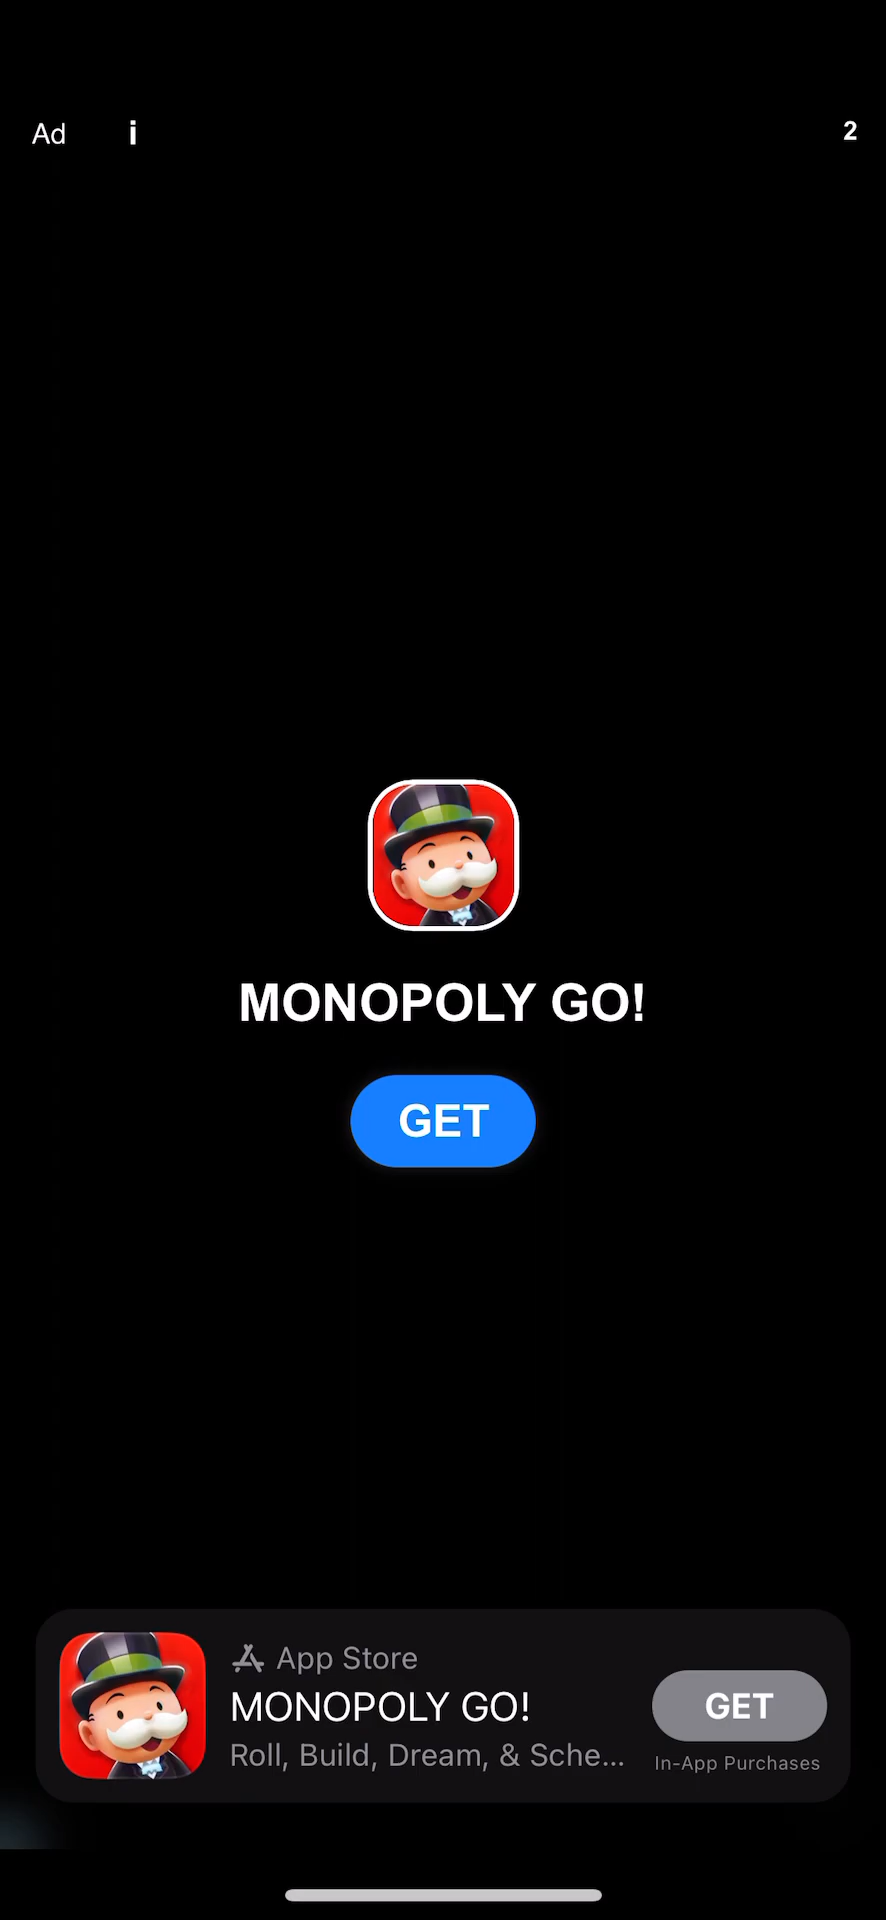 Ad i 2
MONOPOLY GO!
GET
App Store
MONOPOLY GO!
Roll, Build, Dream, & Sche...
GET
In-App Purchases